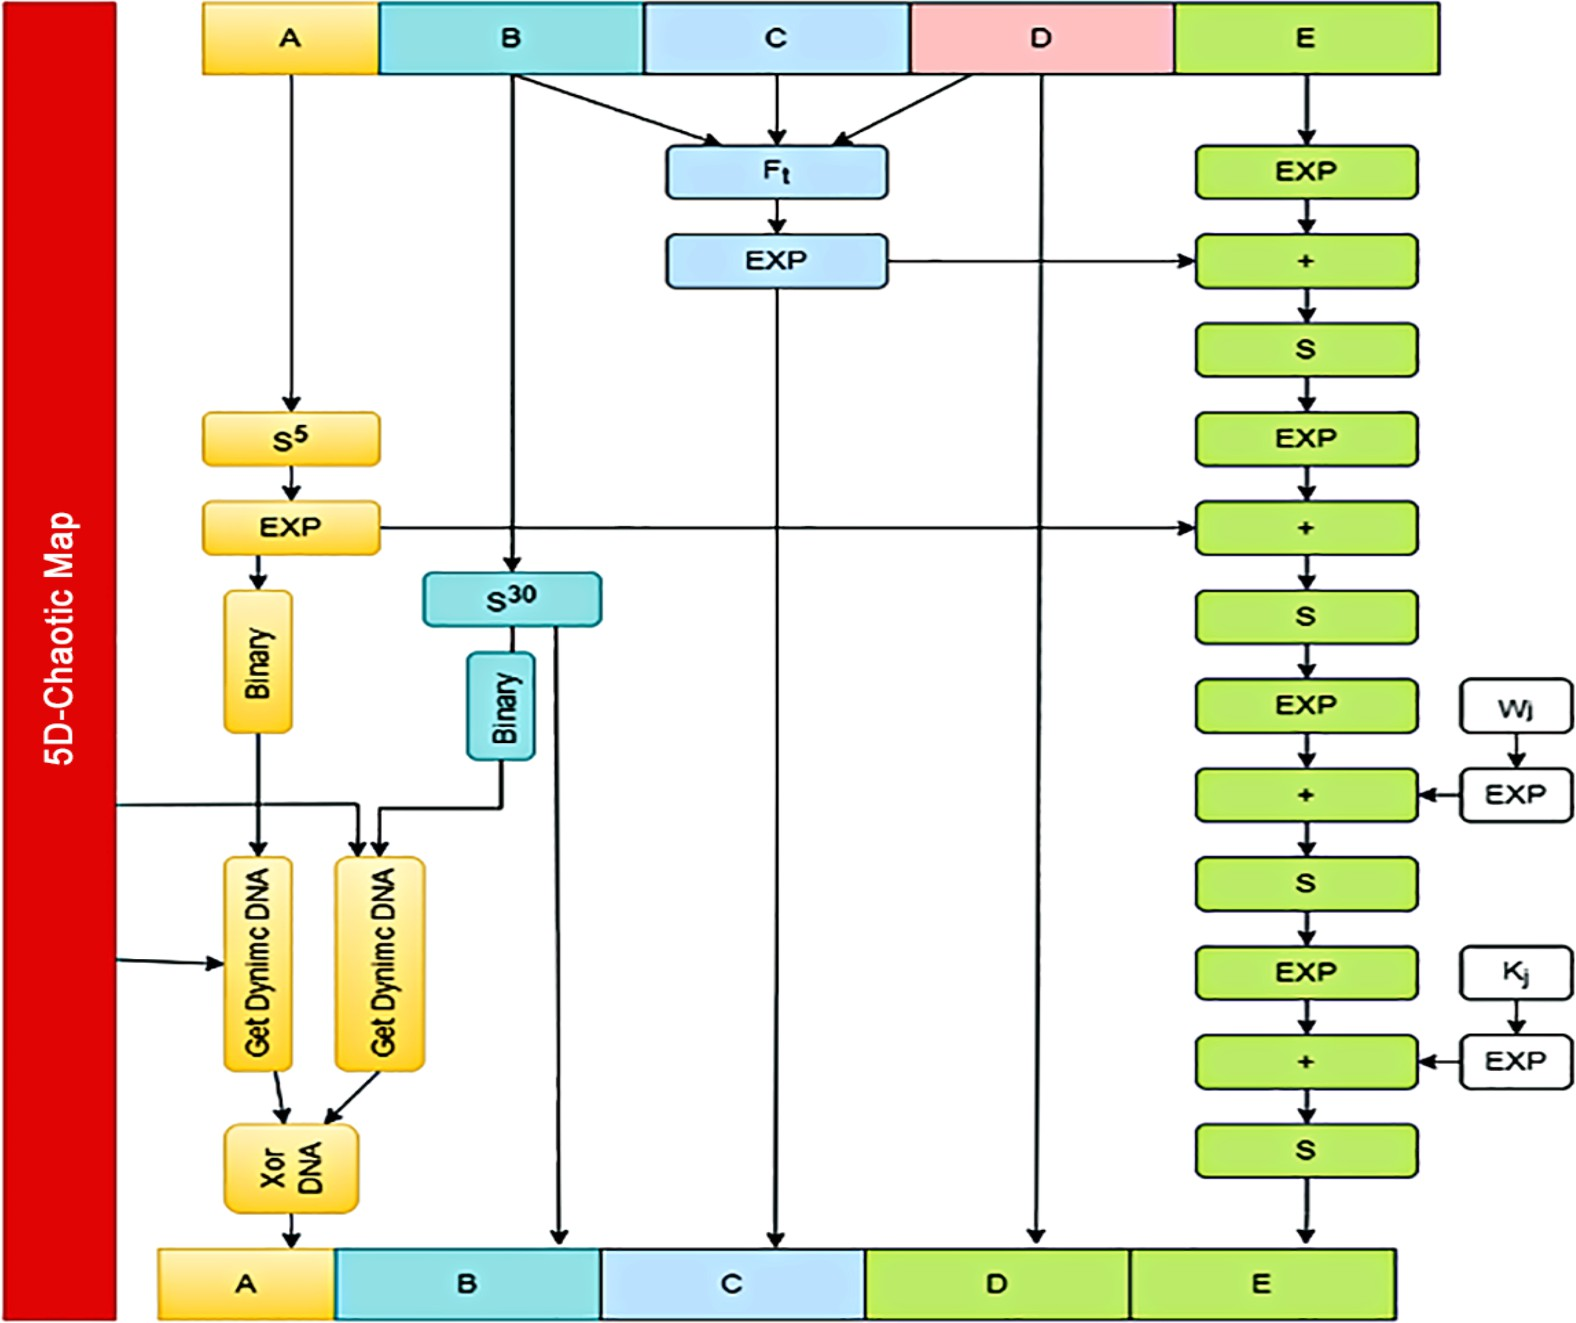 5D-Chaotic Map
A B C D E
Ft EXP
EXP +
S
S⁵ EXP
EXP +
S³⁰ S
Binary Binary EXP Wj
+ EXP
Get Dynimc DNA Get Dynimc DNA S
EXP Kj
+ EXP
Xor
DNA
S
A B C D E